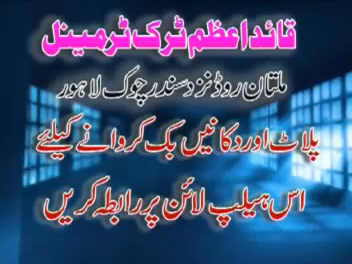 قائداعظم ٹرک ٹرمینل
ملتان روڈ نزد سندر چوک لاہور
پلاٹ اور دکانیں بک کروانے کیلئے
اس ہیلپ لائن پر رابطہ کریں